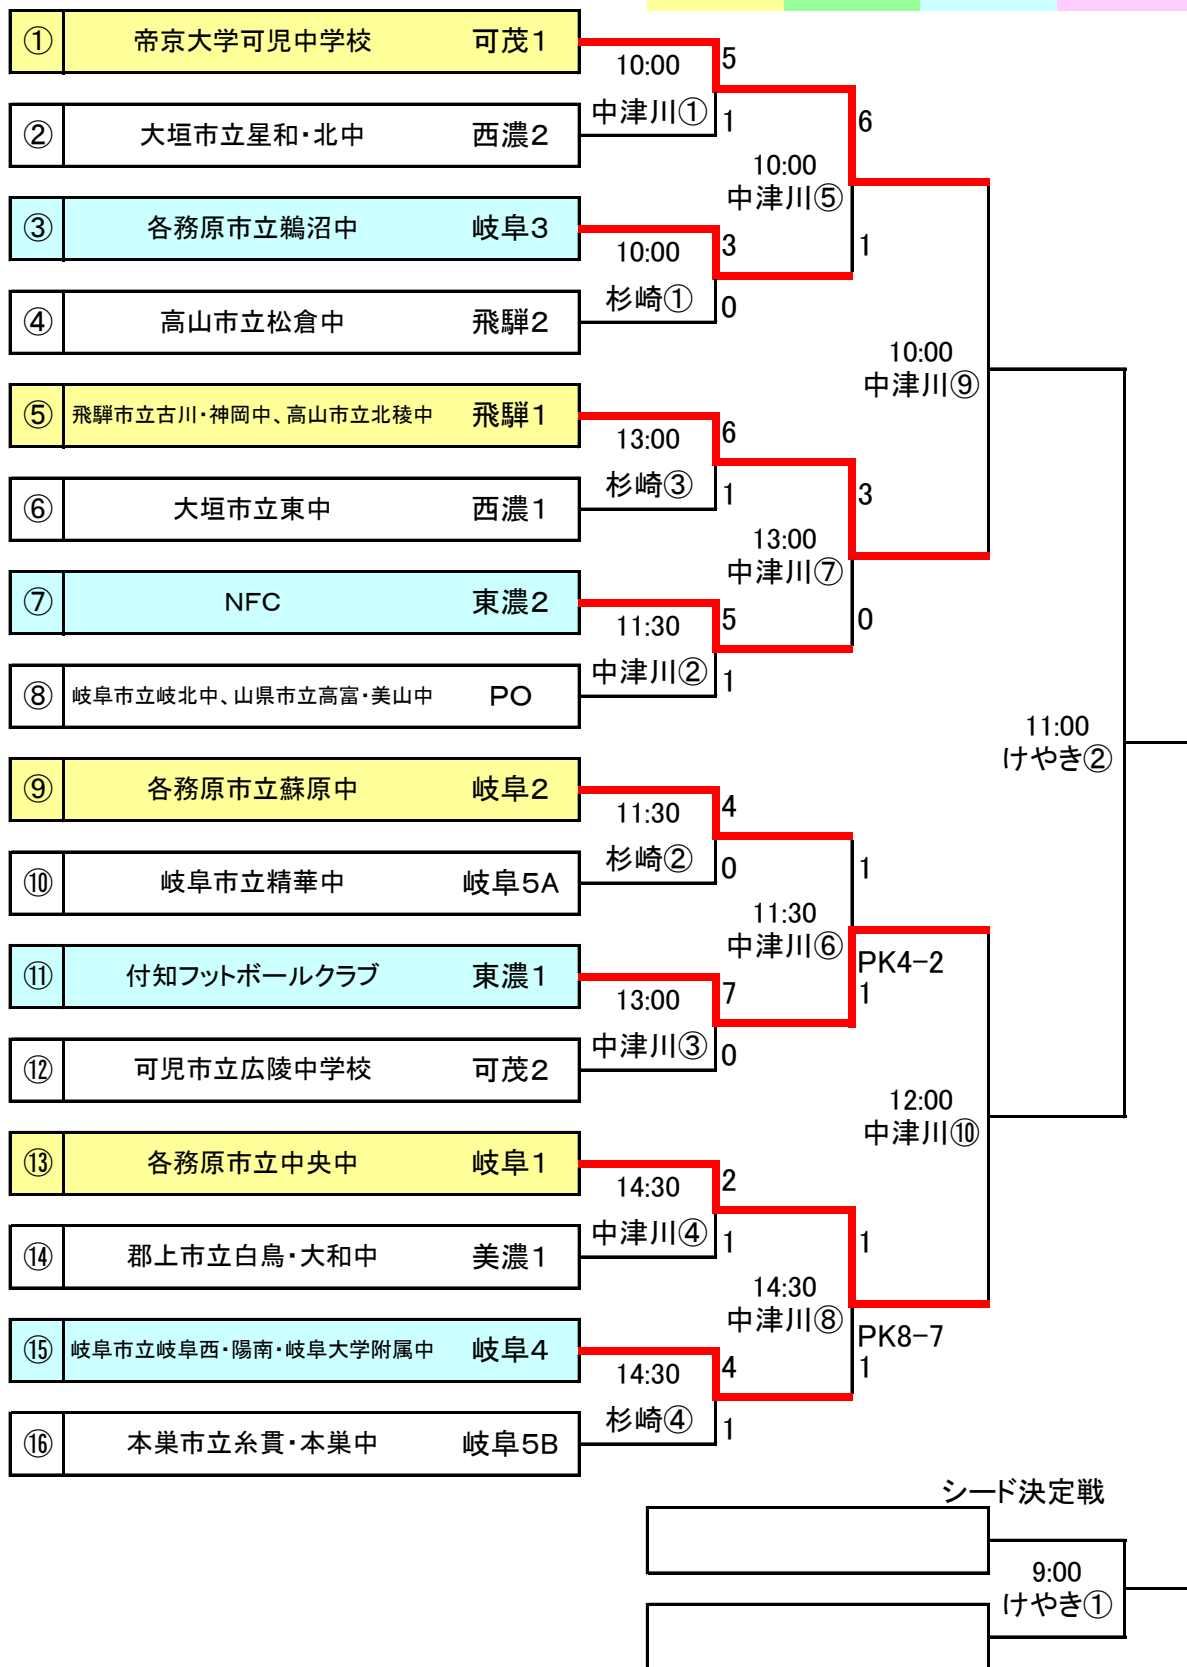 ① 帝京大学可児中学校 可茂1
② 大垣市立星和・北中 西濃2
③ 各務原市立鵜沼中 岐阜3
④ 高山市立松倉中 飛騨2
⑤ 飛騨市立古川・神岡中、高山市立北稜中 飛騨1
⑥ 大垣市立東中 西濃1
⑦ NFC 東濃2
⑧ 岐阜市立岐北中、山県市立高富・美山中 PO
⑨ 各務原市立蘇原中 岐阜2
⑩ 岐阜市立精華中 岐阜5A
⑪ 付知フットボールクラブ 東濃1
⑫ 可児市立広陵中学校 可茂2
⑬ 各務原市立中央中 岐阜1
⑭ 郡上市立白鳥・大和中 美濃1
⑮ 岐阜市立岐阜西・陽南・岐阜大学附属中 岐阜4
⑯ 本巣市立糸貫・本巣中 岐阜5B
10:00 5
中津川① 1
10:00 3
杉崎① 0
13:00 6
杉崎③ 1
11:30 5
中津川② 1
11:30 4
杉崎② 0
13:00 7
中津川③ 0
14:30 2
中津川④ 1
14:30 4
杉崎④ 1
6
10:00
中津川⑤
1
3
13:00
中津川⑦
0
1
11:30
中津川⑥
PK4-2
1
1
14:30
中津川⑧
PK8-7
1
10:00
中津川⑨
12:00
中津川⑩
11:00
けやき②
シード決定戦
9:00
けやき①